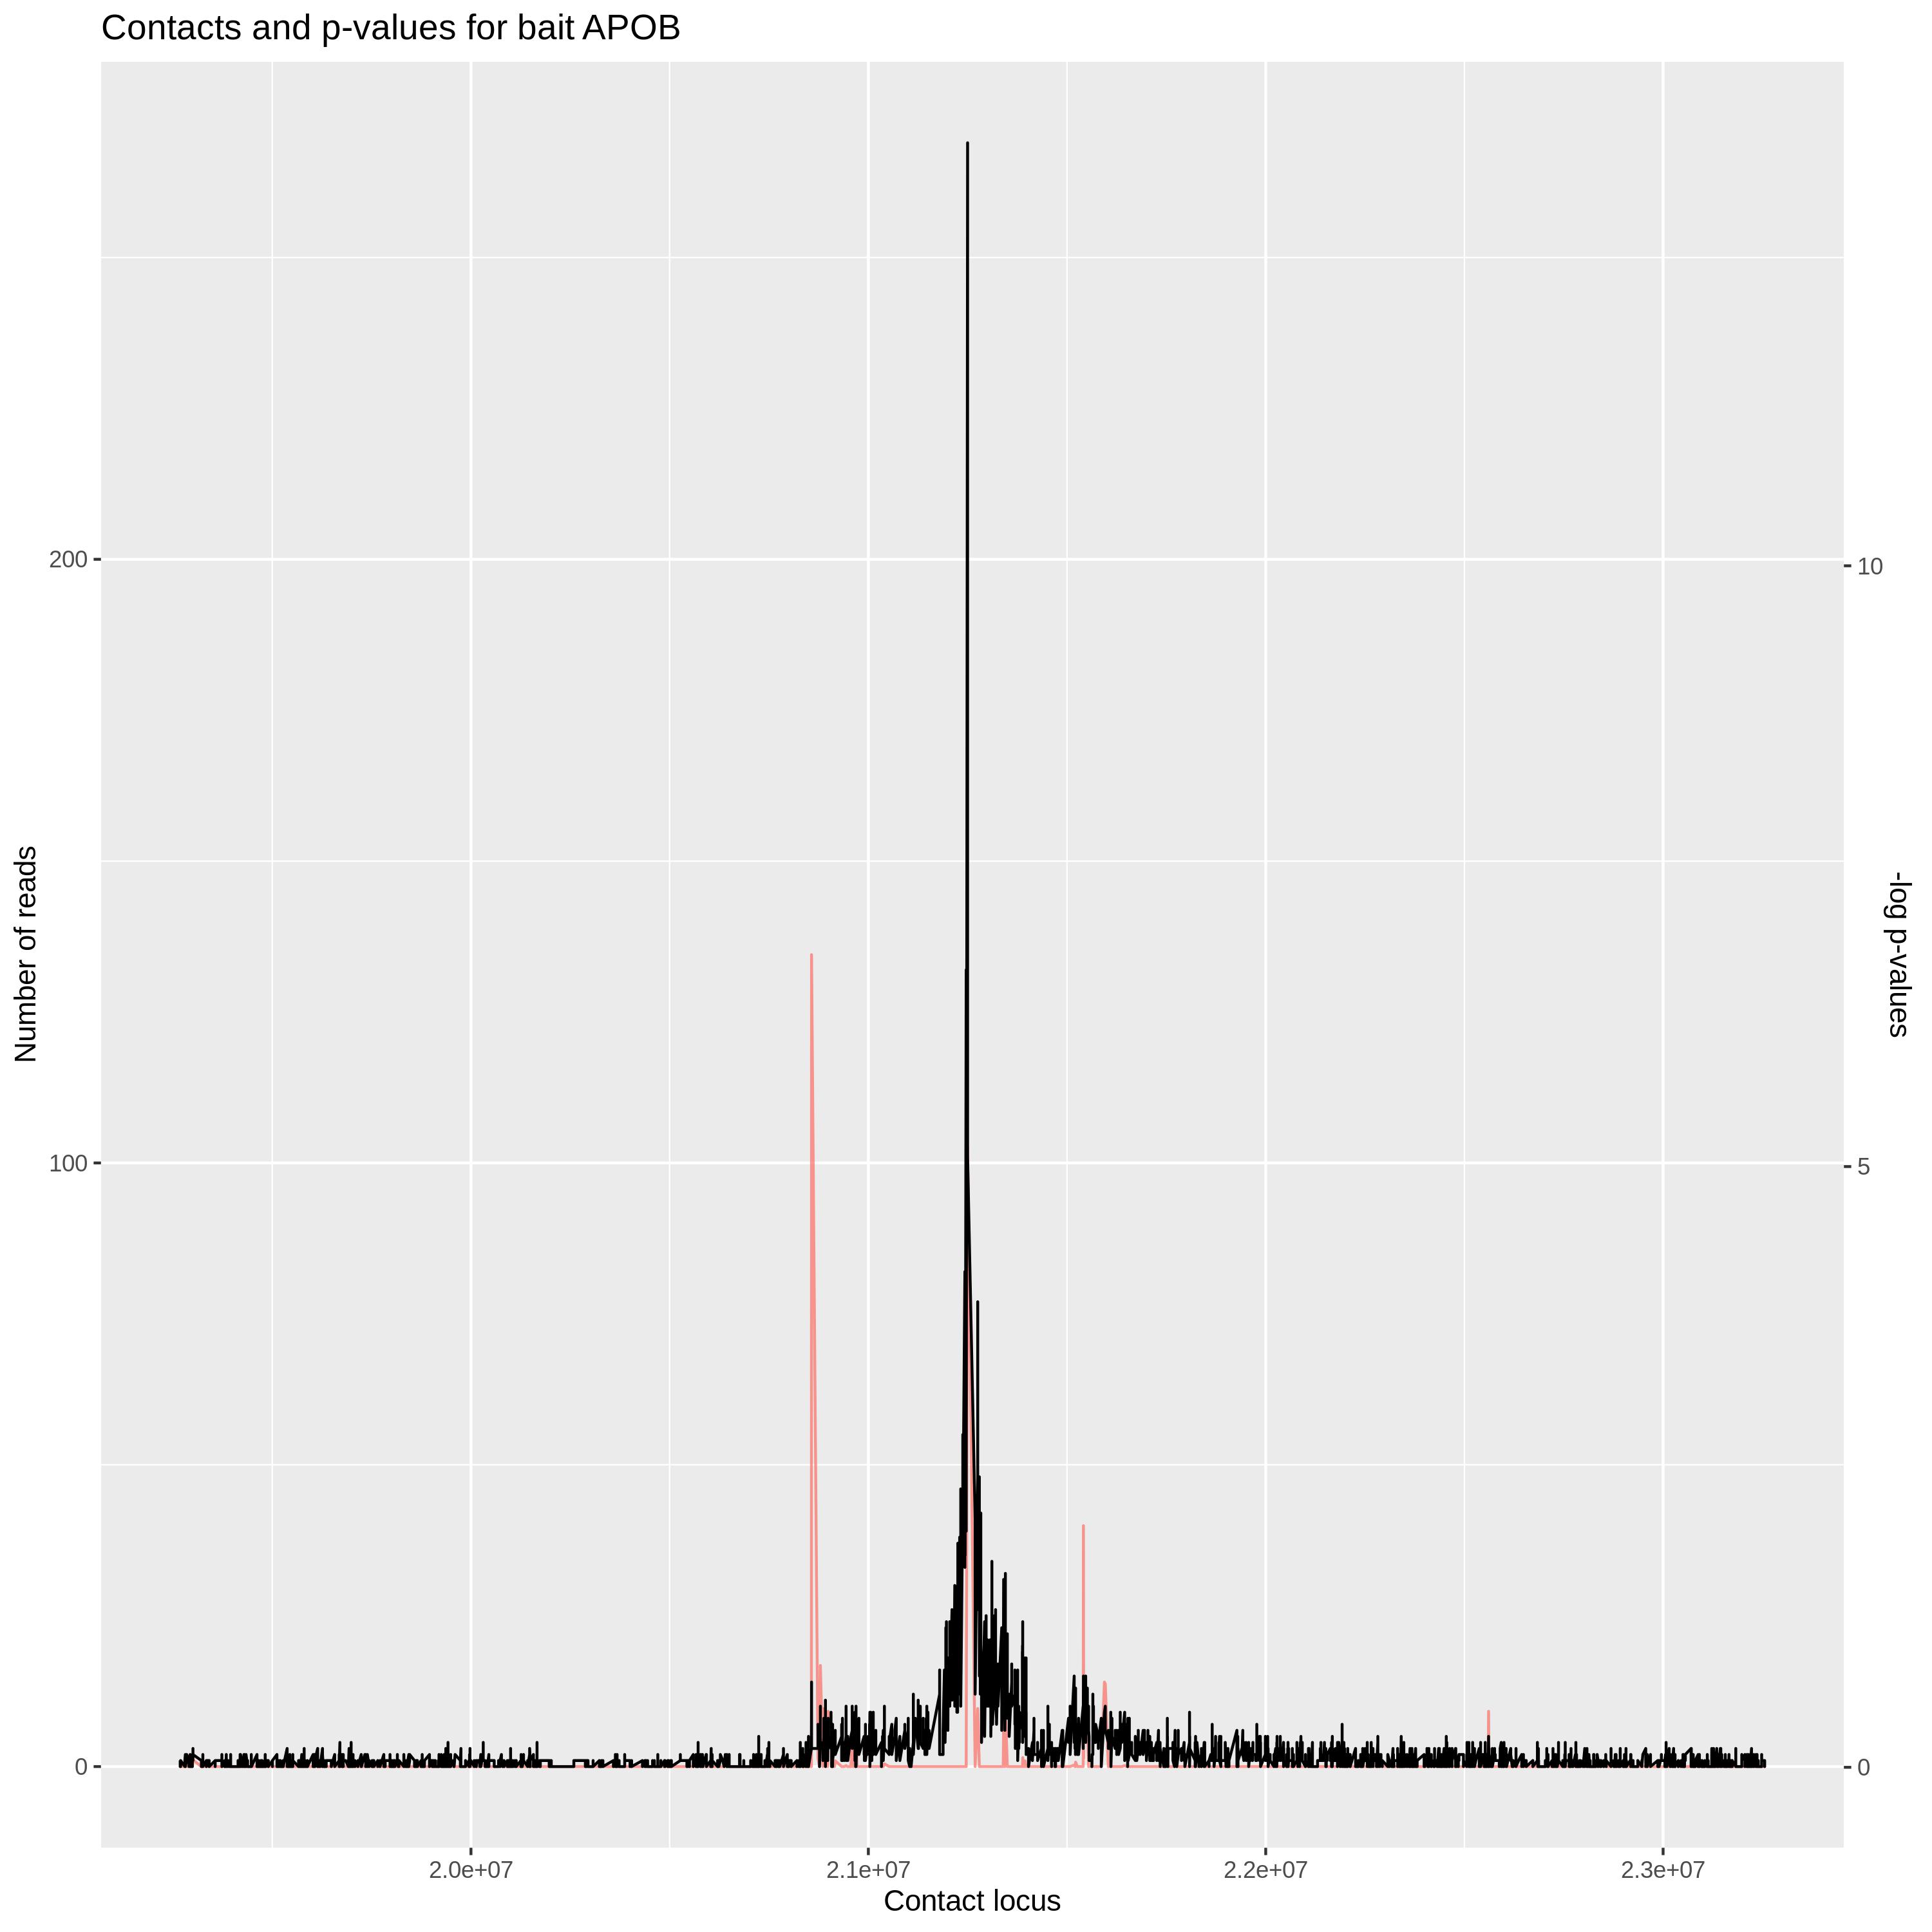 Contacts and p-values for bait APOB
Number of reads
200
100
0
10
5
0
-log p-values
2.0e+07 2.1e+07 2.2e+07 2.3e+07
Contact locus